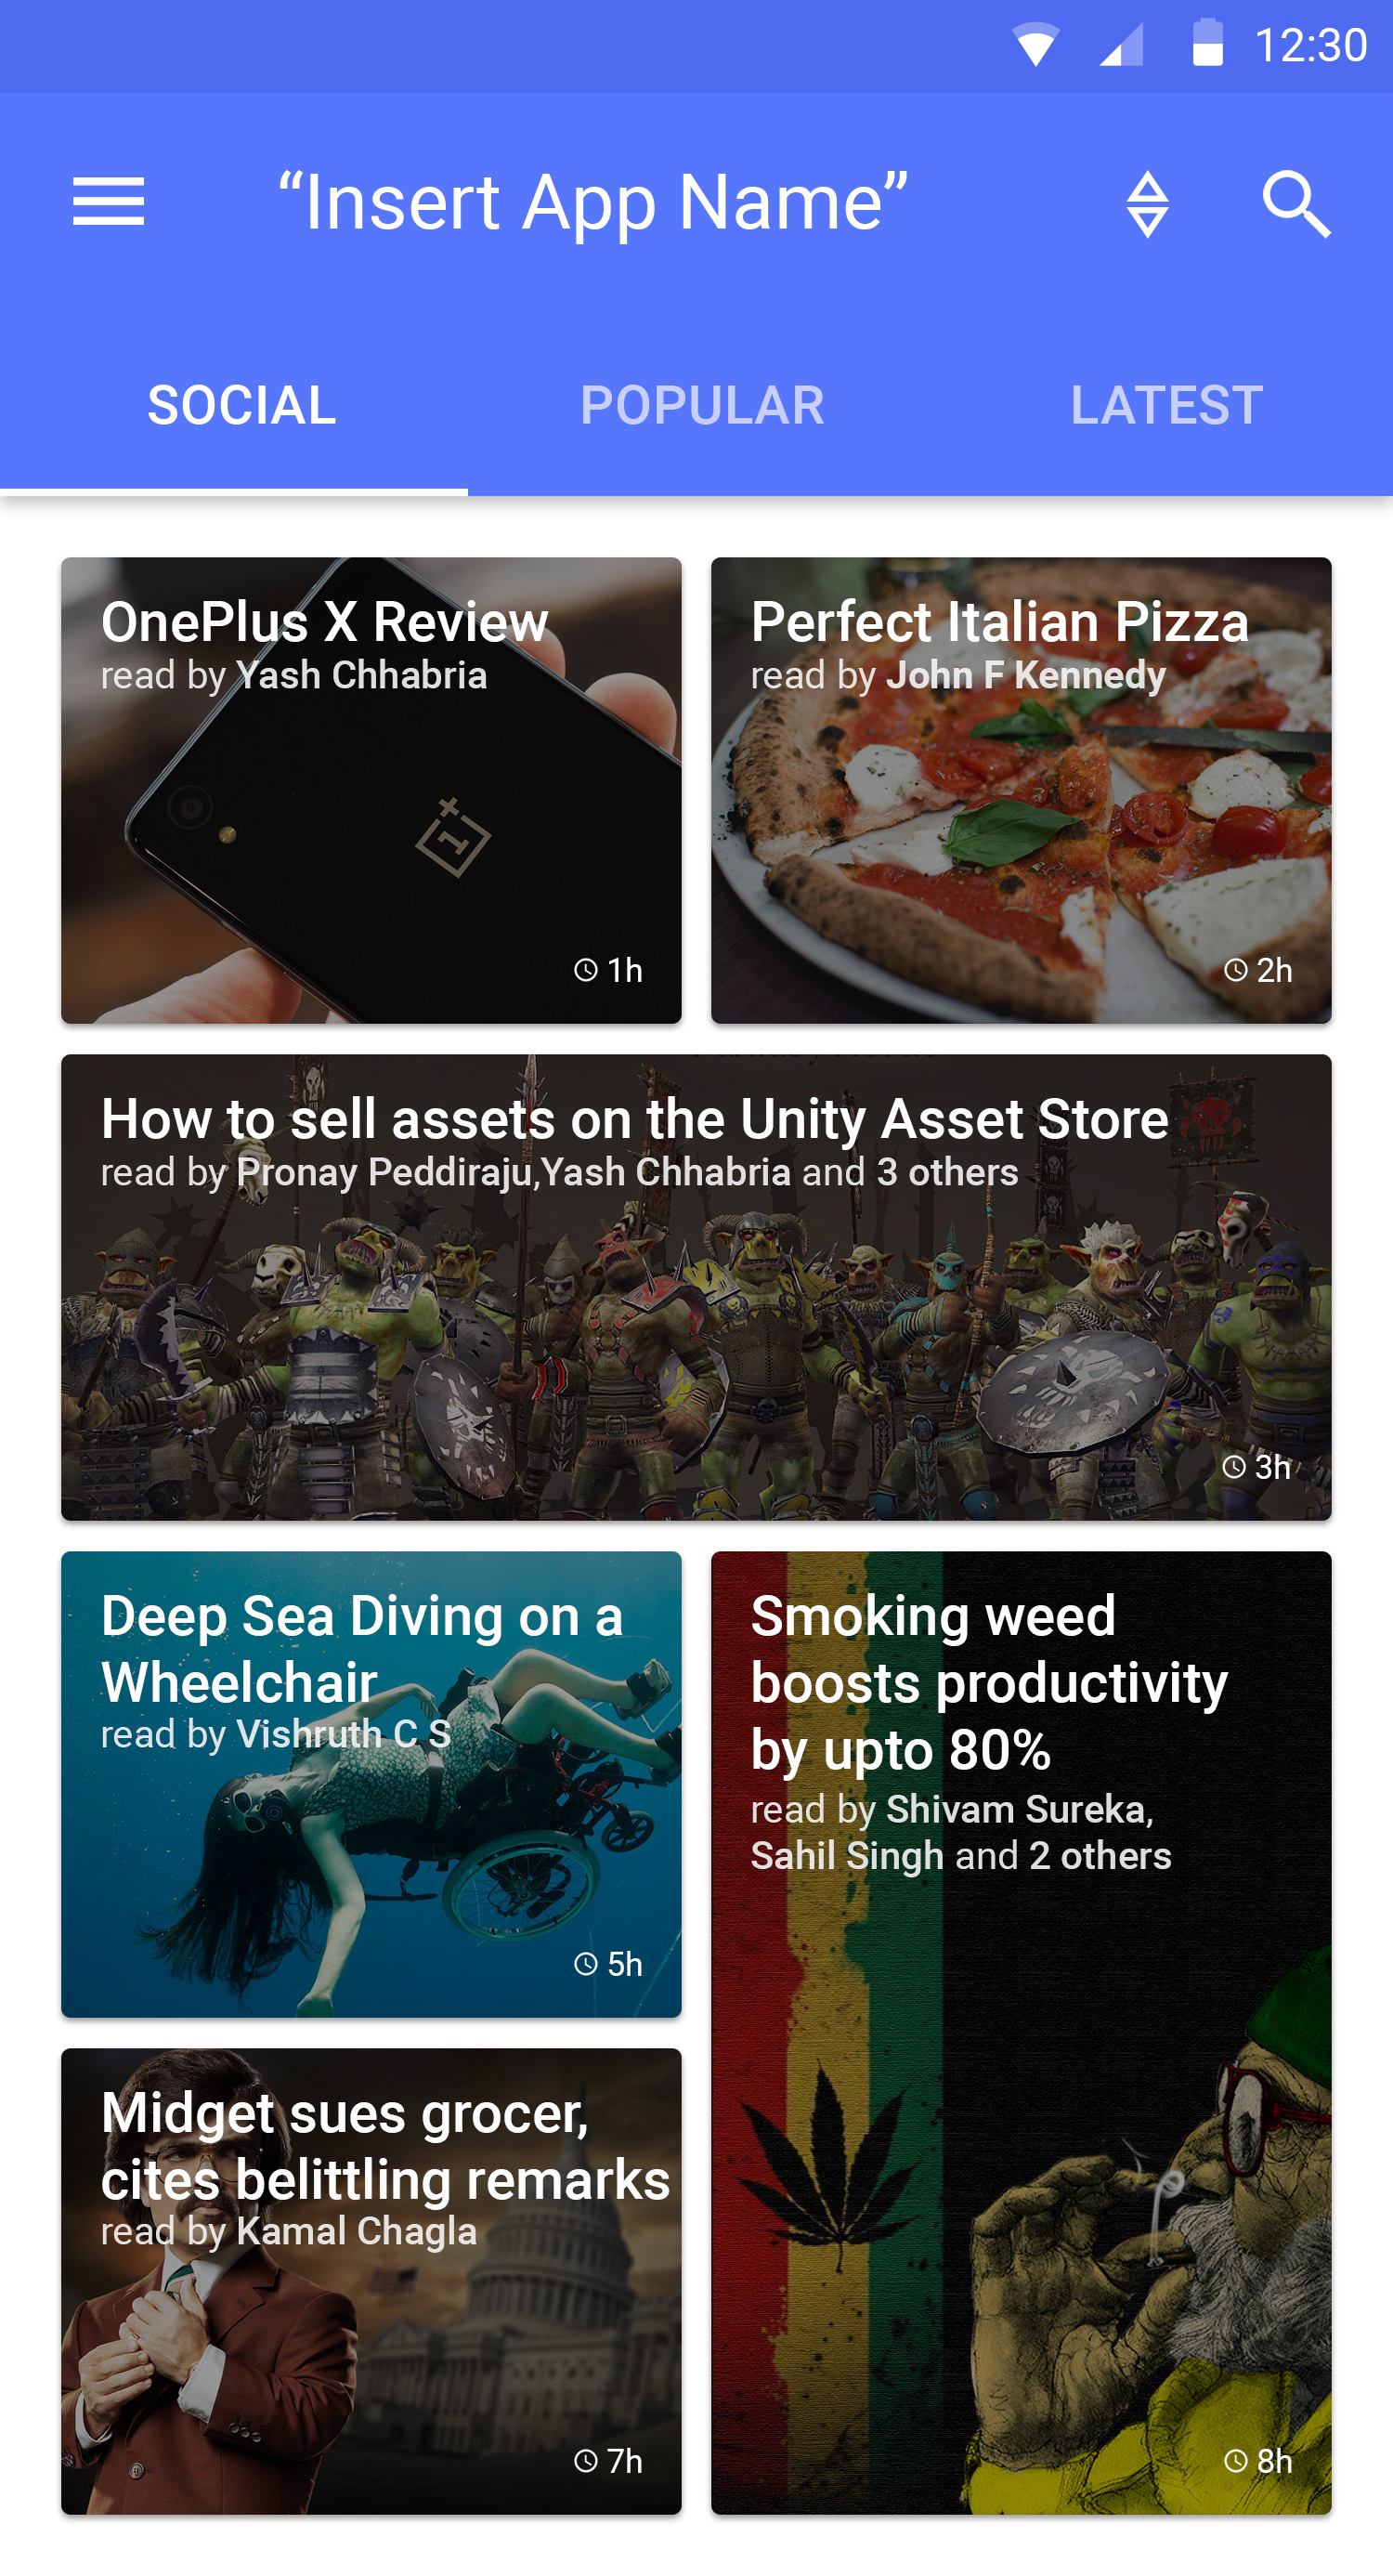 12:30
“Insert App Name”
SOCIAL
POPULAR
LATEST
OnePlus X Review
read by Yash Chhabria
1h
Perfect Italian Pizza
read by John F Kennedy
2h
How to sell assets on the Unity Asset Store
read by Pronay Peddiraju,Yash Chhabria and 3 others
3h
Deep Sea Diving on a
Wheelchair
read by Vishruth C S
5h
Smoking weed
boosts productivity
by upto 80%
read by Shivam Sureka,
Sahil Singh and 2 others
8h
Midget sues grocer,
cites belittling remarks
read by Kamal Chagla
7h